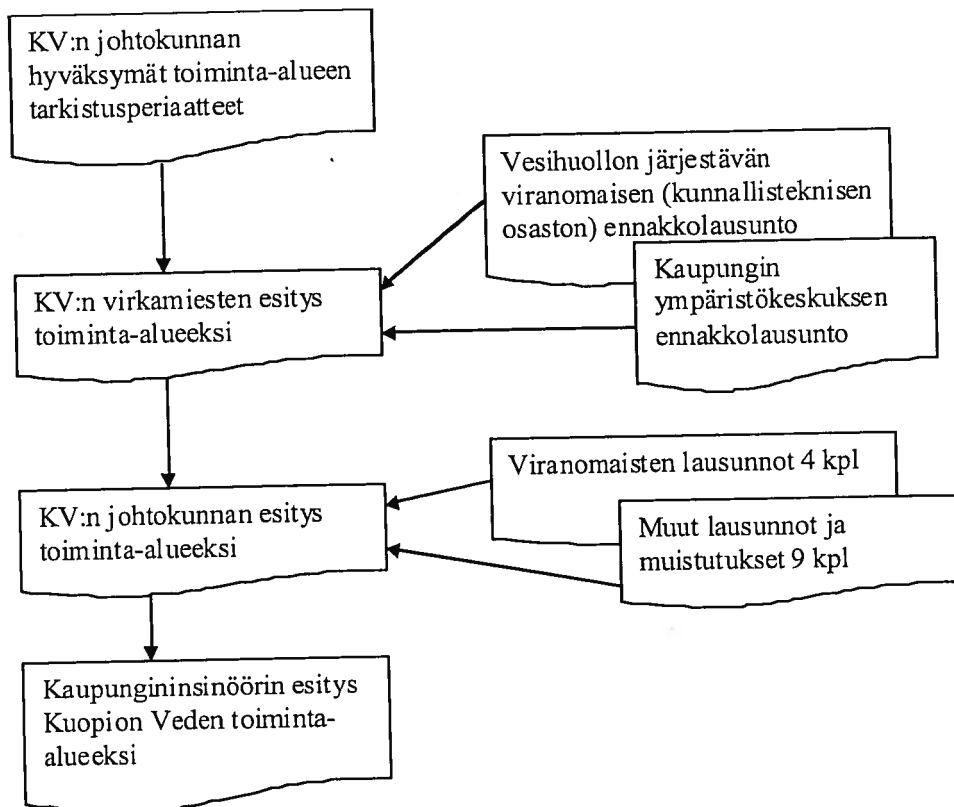 KV:n johtokunnan
hyväksymät toiminta-alueen
tarkistusperiaatteet
Vesihuollon järjestävän
viranomaisen (kunnallisteknisen
osaston) ennakkolausunto
Kaupungin
ympäristökeskuksen
ennakkolausunto
KV:n virkamiesten esitys
toiminta-alueeksi
Viranomaisten lausunnot 4 kpl
Muut lausunnot ja
muistutukset 9 kpl
KV:n johtokunnan esitys
toiminta-alueeksi
Kaupungininsinöörin esitys
Kuopion Veden toiminta-
alueeksi